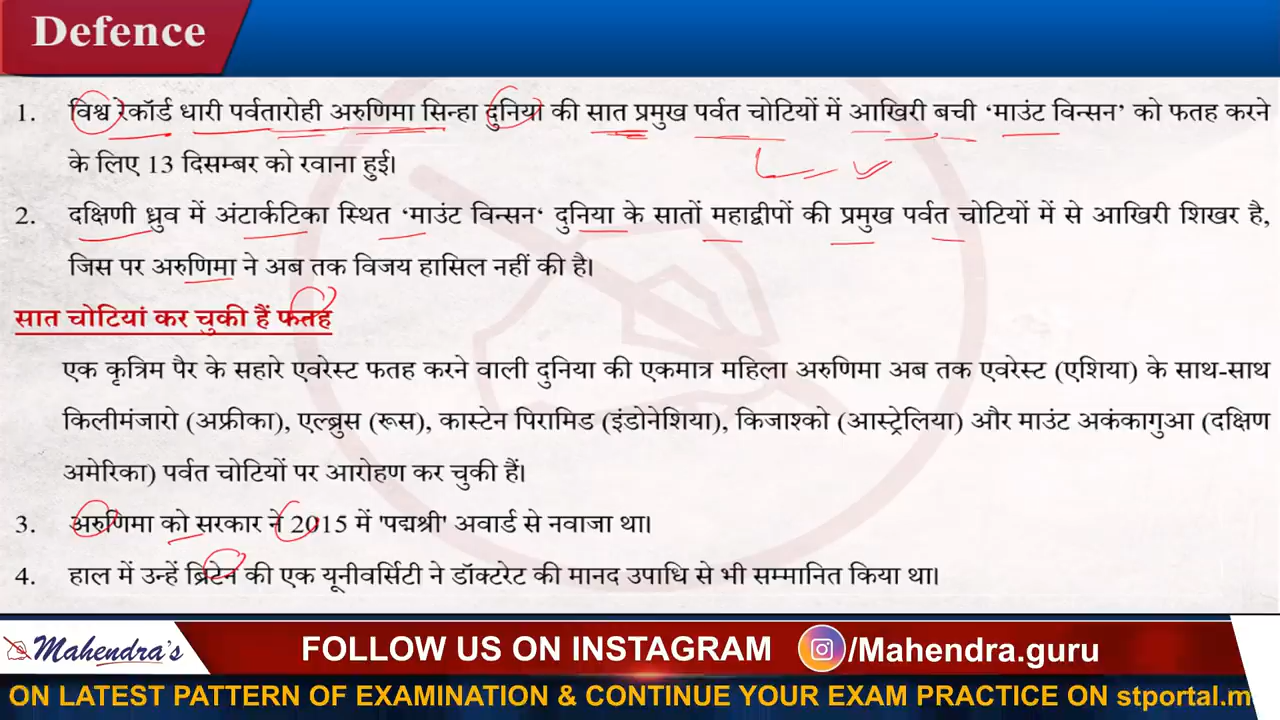 Defence
1. विश्व रेकॉर्ड धारी पर्वतारोही अरुणिमा सिन्हा दुनिया की सात प्रमुख पर्वत चोटियों में आखिरी बची ‘माउंट विन्सन’ को फतह करने
के लिए 13 दिसम्बर को रवाना हुई।
2. दक्षिणी ध्रुव में अंटार्कटिका स्थित ‘माउंट विन्सन‘ दुनिया के सातों महाद्वीपों की प्रमुख पर्वत चोटियों में से आखिरी शिखर है,
जिस पर अरुणिमा ने अब तक विजय हासिल नहीं की है।
सात चोटियां कर चुकी हैं फतह
एक कृत्रिम पैर के सहारे एवरेस्ट फतह करने वाली दुनिया की एकमात्र महिला अरुणिमा अब तक एवरेस्ट (एशिया) के साथ-साथ
किलीमंजारो (अफ्रीका), एल्ब्रुस (रूस), कास्टेन पिरामिड (इंडोनेशिया), किजाश्को (आस्ट्रेलिया) और माउंट अकंकागुआ (दक्षिण
अमेरिका) पर्वत चोटियों पर आरोहण कर चुकी हैं।
3. अरुणिमा को सरकार ने 2015 में 'पद्मश्री' अवार्ड से नवाजा था।
4. हाल में उन्हें ब्रिटेन की एक यूनीवर्सिटी ने डॉक्टरेट की मानद उपाधि से भी सम्मानित किया था।
Mahendra's FOLLOW US ON INSTAGRAM /Mahendra.guru
ON LATEST PATTERN OF EXAMINATION & CONTINUE YOUR EXAM PRACTICE ON stportal.m